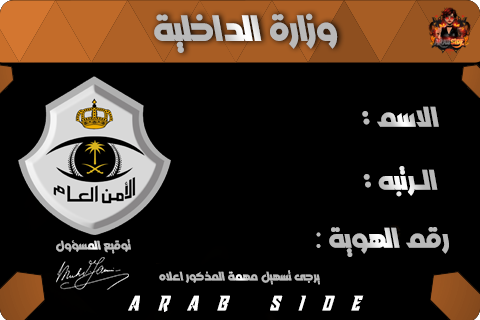 وزارة الداخلية
الاسم :
الرتبه :
رقم الهوية :
الأمن العام
توقيع المسؤول
يرجى تسهيل مهمة المذكور اعلاه
ARAB SIDE